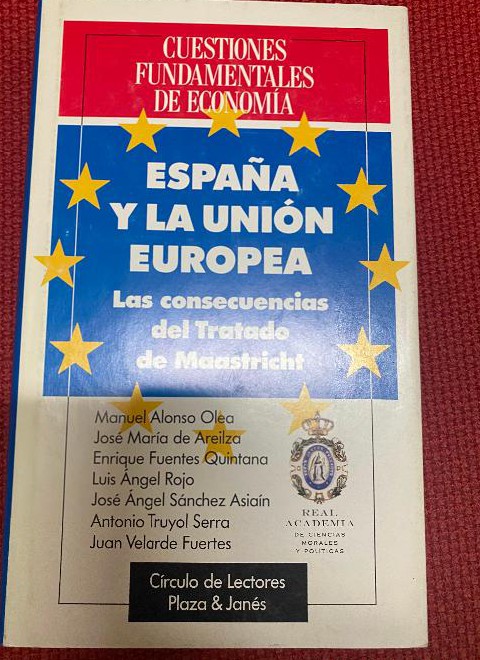 CUESTIONES
FUNDAMENTALES
DE ECONOMÍA
ESPAÑA
Y LA UNIÓN
EUROPEA
Las consecuencias
del Tratado
de Maastricht
Manuel Alonso Olea
José María de Areilza
Enrique Fuentes Quintana
Luis Ángel Rojo
José Ángel Sánchez Asiaín
Antonio Truyol Serra
Juan Velarde Fuertes
REAL
ACADEMIA
DE CIENCIAS
MORALES
Y POLÍTICAS
Círculo de Lectores
Plaza & Janés